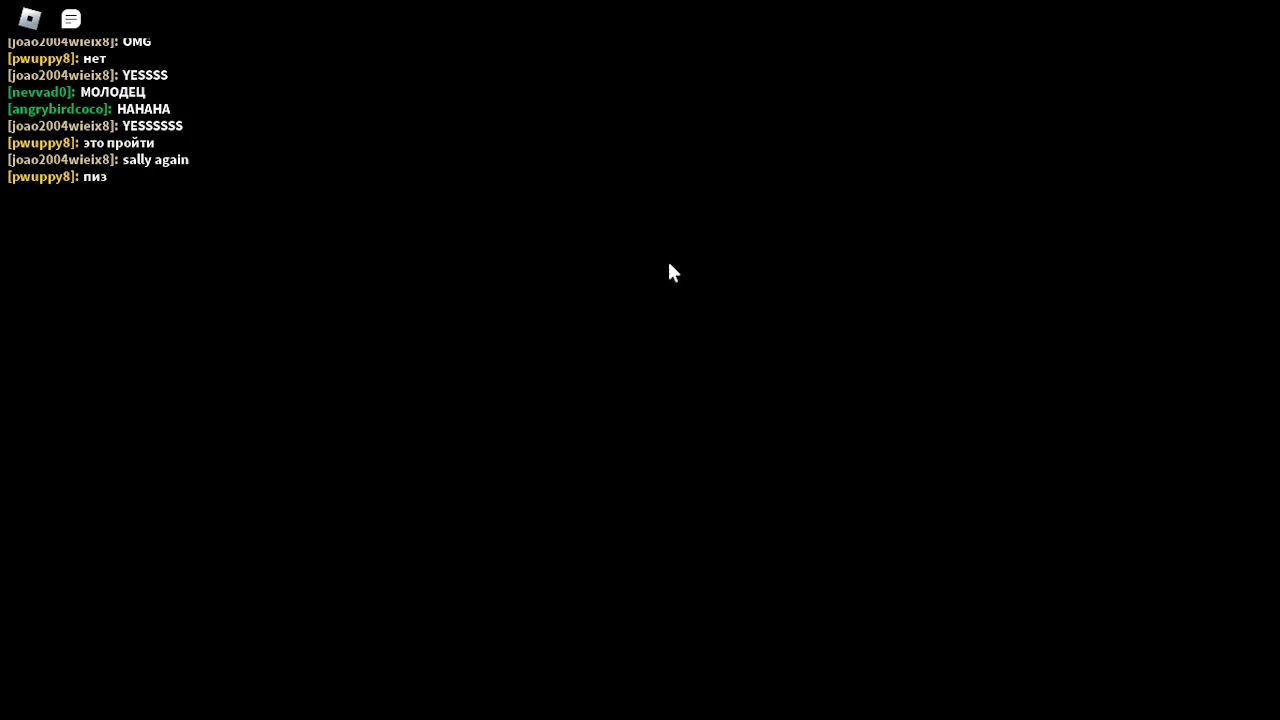 [joao2004wieix8]: OMG
[pwuppy8]: нет
[joao2004wieix8]: YESSSS
[nevvad0]: МОЛОДЕЦ
[angrybirdcoco]: HAHAHA
[joao2004wieix8]: YESSSSSS
[pwuppy8]: это пройти
[joao2004wieix8]: sally again
[pwuppy8]: пиз